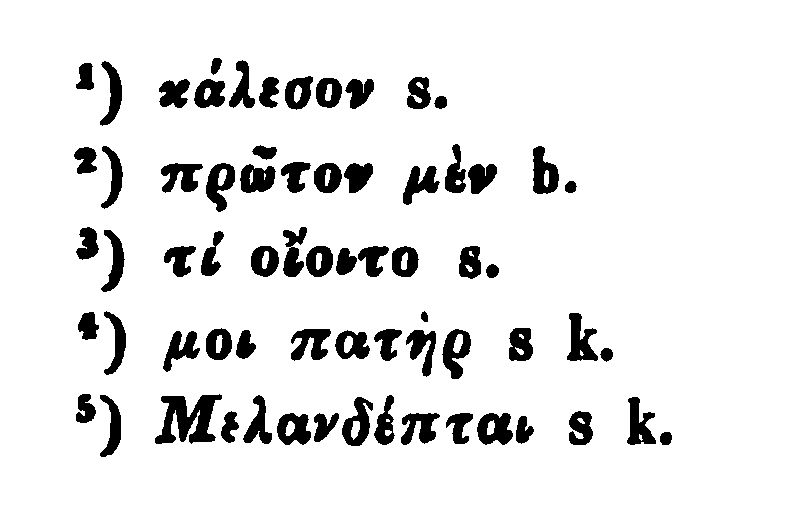 ¹) κάλεσον s.
²) πρῶτον μὲν b.
³) τί οἴοιτο s.
⁴) μοι πατὴρ s k.
⁵) Μελανδέπται s k.